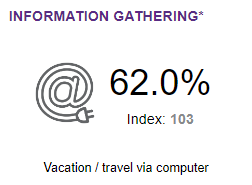 INFORMATION GATHERING*
62.0%
Index: 103
Vacation / travel via computer